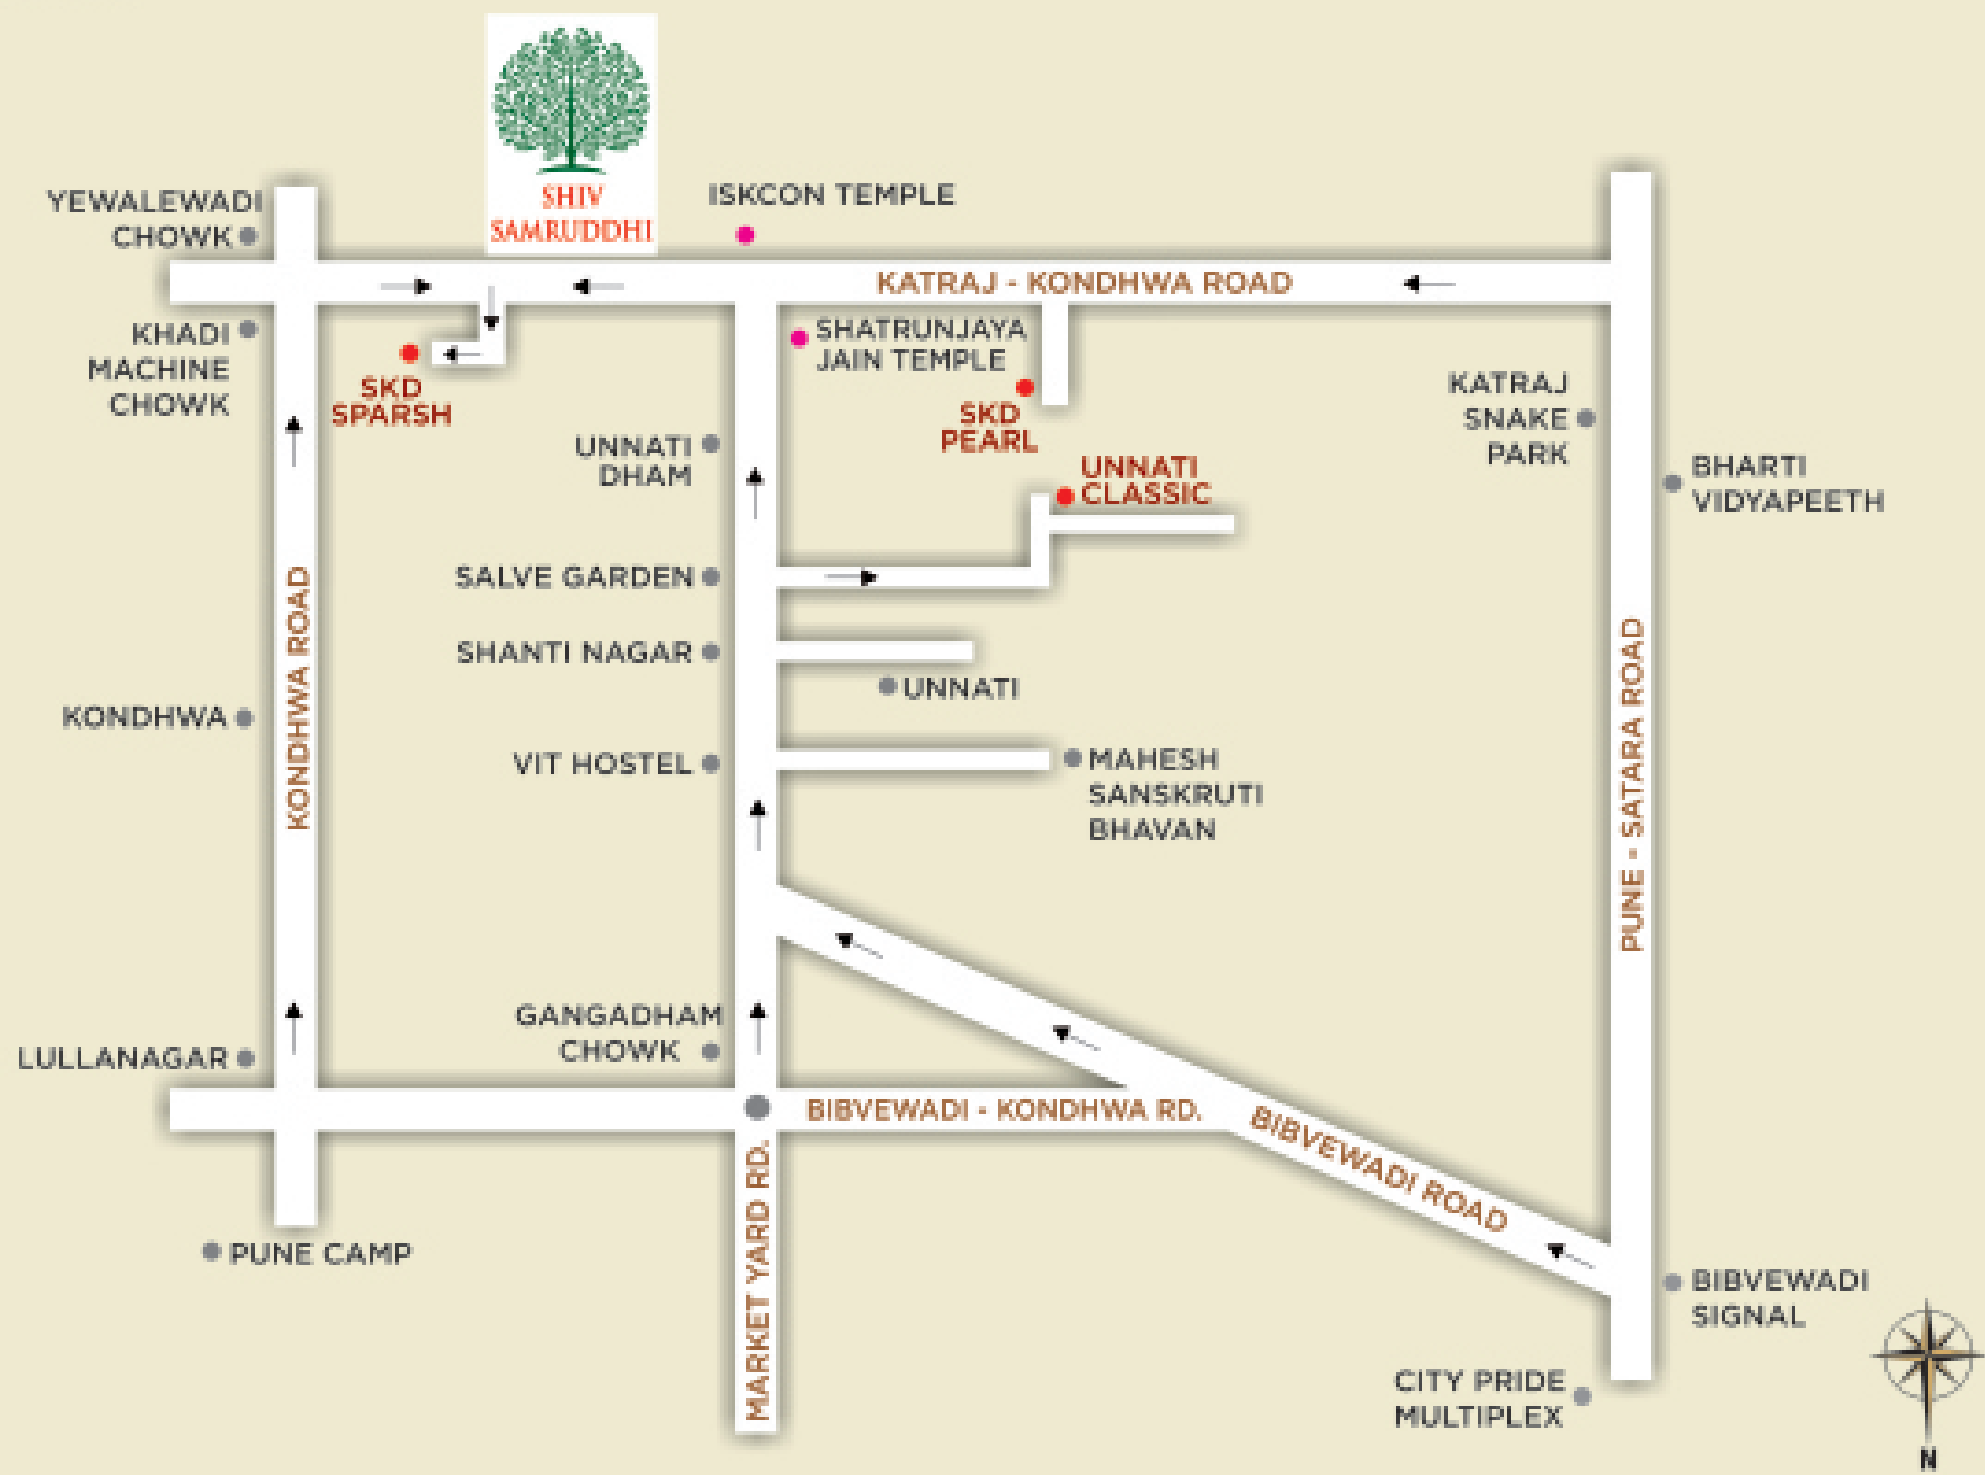 SHIV
SAMRUDDHI
YEWALEWADI
CHOWK
ISKCON TEMPLE
KATRAJ - KONDHWA ROAD
KHADI
MACHINE
CHOWK
SKD
SPARSH
SHATRUNJAYA
JAIN TEMPLE
SKD
PEARL
KATRAJ
SNAKE
PARK
UNNATI
DHAM
UNNATI
CLASSIC
BHARTI
VIDYAPEETH
SALVE GARDEN
KONDHWA ROAD
SHANTI NAGAR
UNNATI
PUNE - SATARA ROAD
KONDHWA
VIT HOSTEL
MAHESH
SANSKRUTI
BHAVAN
GANGADHAM
CHOWK
LULLANAGAR
BIBVEWADI - KONDHWA RD.
BIBVEWADI ROAD
MARKET YARD RD.
PUNE CAMP
BIBVEWADI
SIGNAL
CITY PRIDE
MULTIPLEX
N